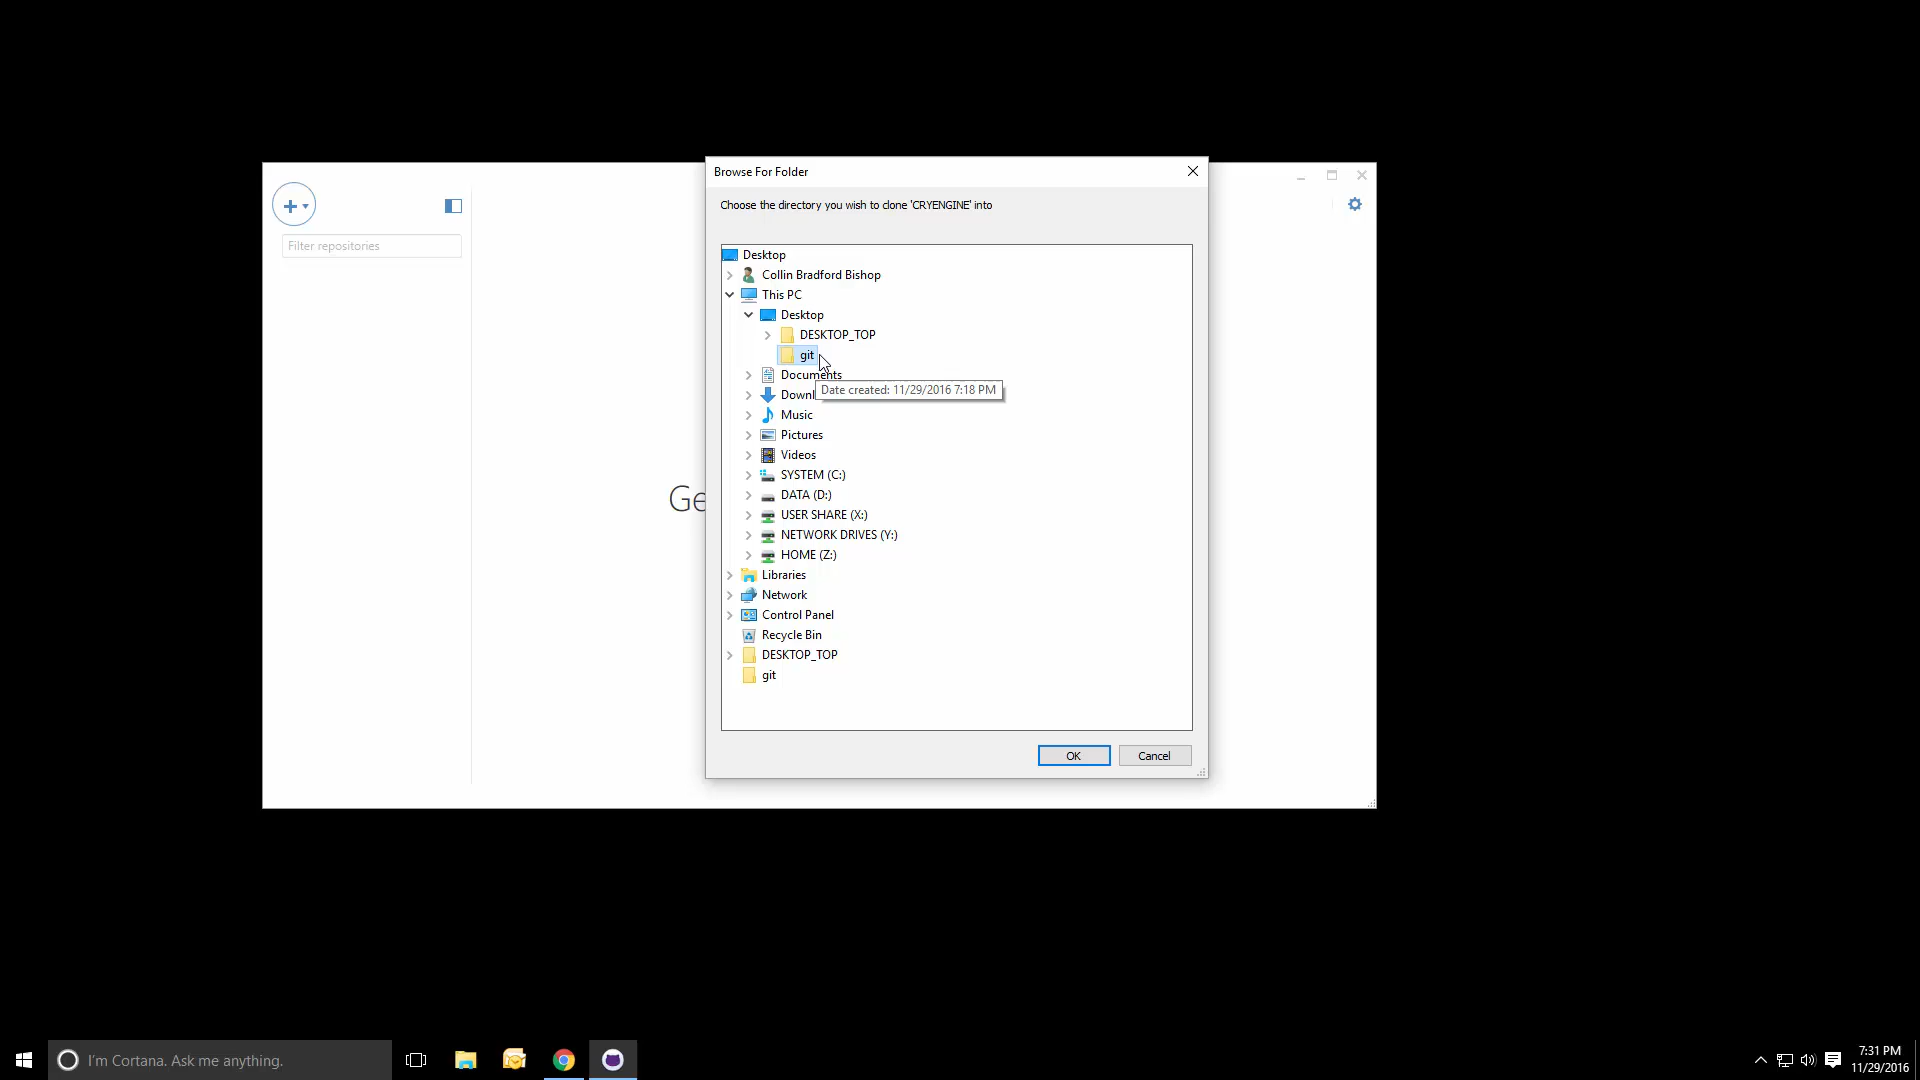 Browse For Folder
Choose the directory you wish to clone 'CRYENGINE' into
Filter repositories
Desktop
Collin Bradford Bishop
This PC
Desktop
DESKTOP_TOP
git
Documents
Date created: 11/29/2016 7:18 PM
Downl
Music
Pictures
Videos
SYSTEM (C:)
DATA (D:)
Ge
USER SHARE (X:)
NETWORK DRIVES (Y:)
HOME (Z:)
Libraries
Network
Control Panel
Recycle Bin
DESKTOP_TOP
git
OK
Cancel
I'm Cortana. Ask me anything.
7:31 PM
11/29/2016